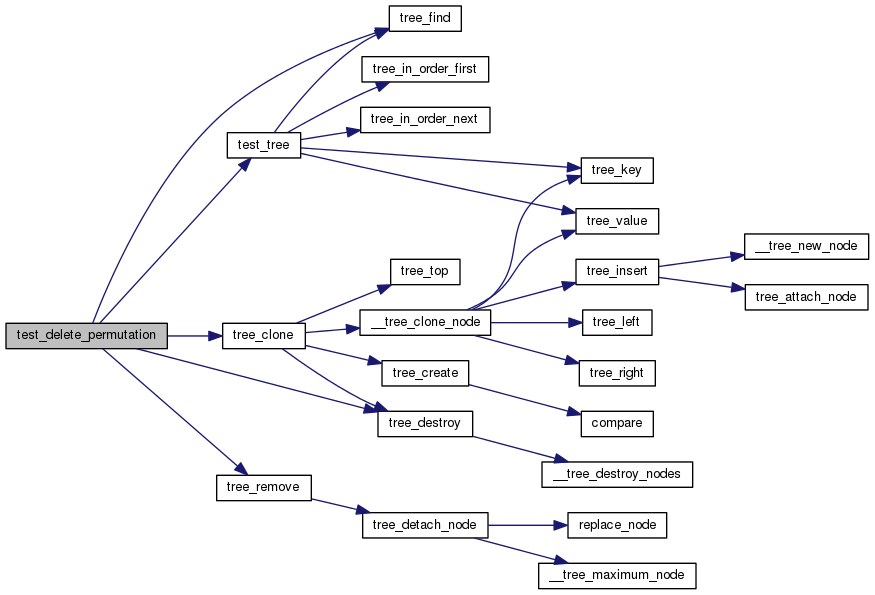 tree_find
tree_in_order_first
tree_in_order_next
test_tree
tree_key
tree_value
__tree_new_node
tree_top
tree_insert
tree_attach_node
test_delete_permutation
tree_clone
__tree_clone_node
tree_left
tree_create
tree_right
tree_destroy
compare
__tree_destroy_nodes
tree_remove
tree_detach_node
replace_node
__tree_maximum_node